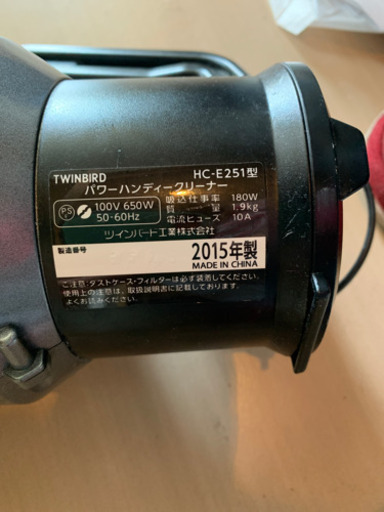 TWINBIRD HC-E251型
パワーハンディークリーナー
PS 100V 650W 吸込仕事率 180W
50-60Hz 質量 1.9kg
電流ヒューズ 10A
ツインバード工業株式会社
製造番号
2015年製
MADE IN CHINA
ご注意:ダストケース・フィルターは必ず装着してください。
使用上の注意は、取扱説明書に記載しております。
よくお読みください。